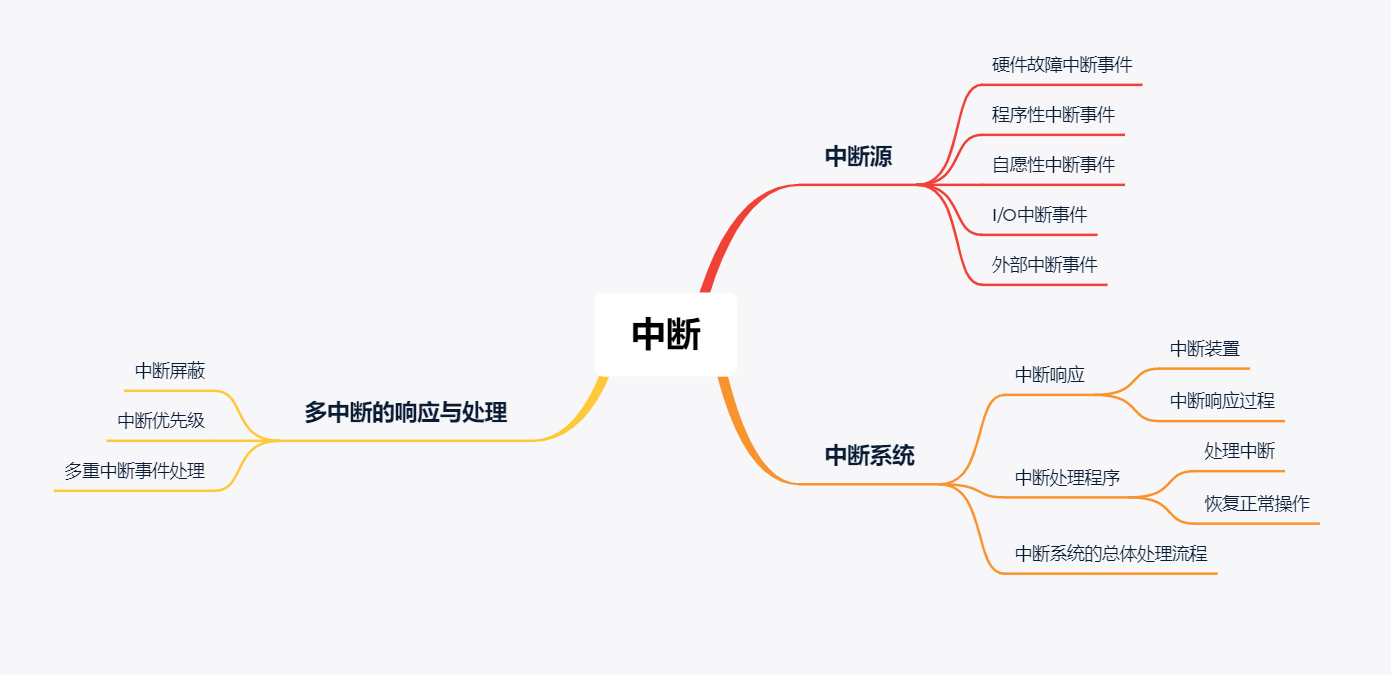 中断
中断源
硬件故障中断事件
程序性中断事件
自愿性中断事件
I/O中断事件
外部中断事件
中断系统
中断响应
中断装置
中断响应过程
中断处理程序
处理中断
恢复正常操作
中断系统的总体处理流程
多中断的响应与处理
中断屏蔽
中断优先级
多重中断事件处理